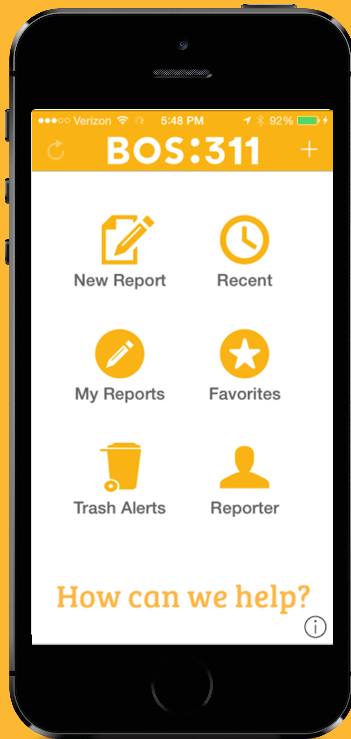 Verizon 5:48 PM 92%
BOS:311
New Report Recent
My Reports Favorites
Trash Alerts Reporter
How can we help?